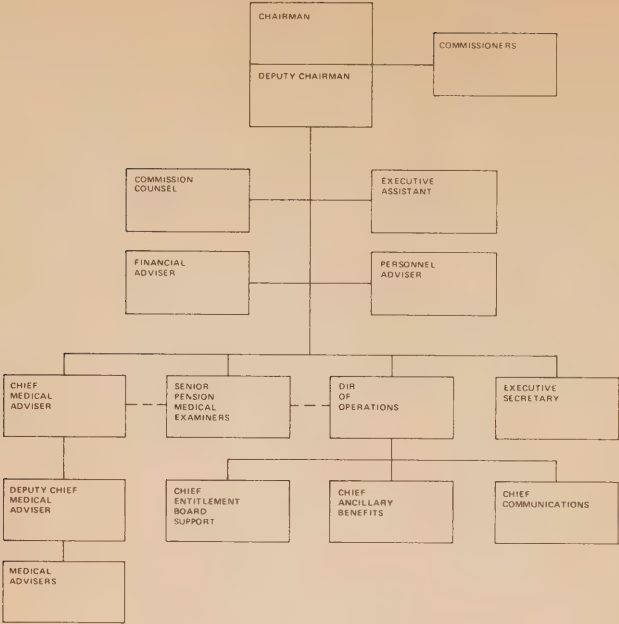 CHAIRMAN
COMMISSIONERS
DEPUTY CHAIRMAN
COMMISSION
COUNSEL
EXECUTIVE
ASSISTANT
FINANCIAL
ADVISER
PERSONNEL
ADVISER
CHIEF
MEDICAL
ADVISER
SENIOR
PENSION
MEDICAL
EXAMINERS
DIR
OF
OPERATIONS
EXECUTIVE
SECRETARY
DEPUTY CHIEF
MEDICAL
ADVISER
CHIEF
ENTITLEMENT
BOARD
SUPPORT
CHIEF
ANCILLARY
BENEFITS
CHIEF
COMMUNICATIONS
MEDICAL
ADVISERS